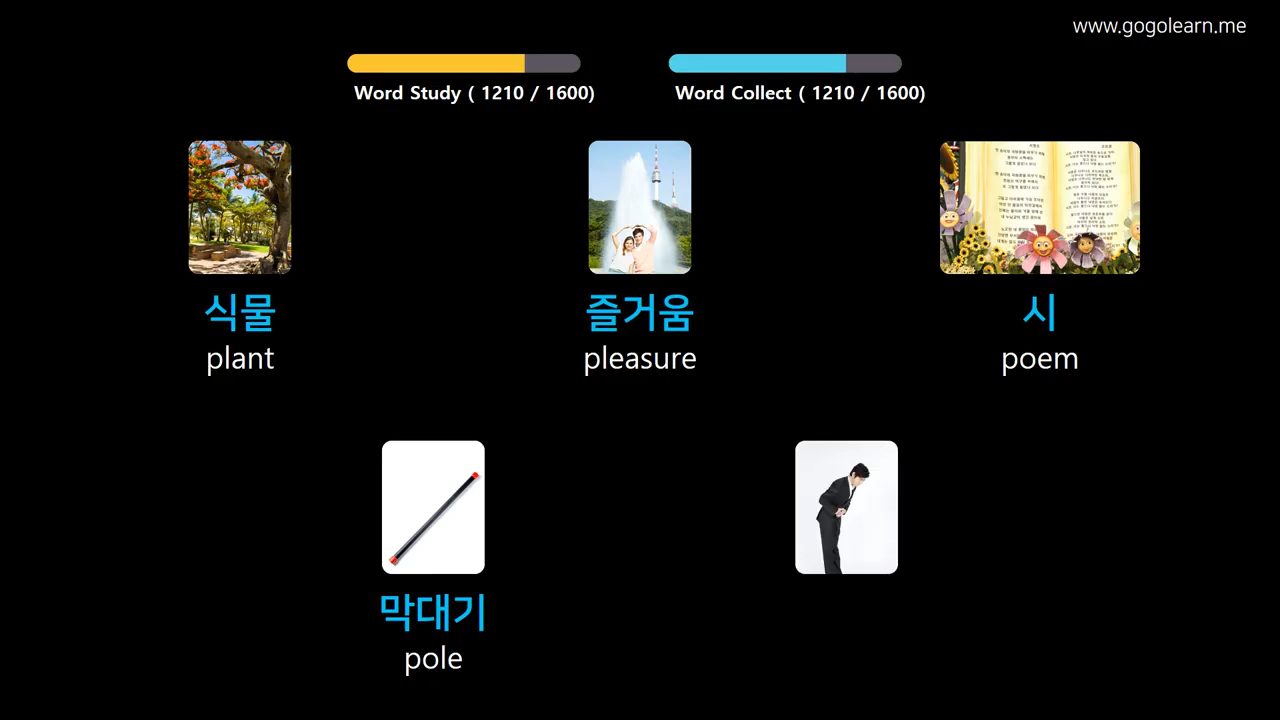 www.gogolearn.me
Word Study ( 1210 / 1600)
Word Collect ( 1210 / 1600)
식물
plant
즐거움
pleasure
시
poem
막대기
pole